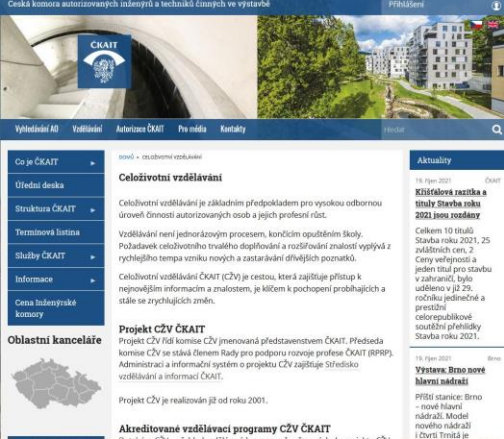 Česká komora autorizovaných inženýrů a techniků činných ve výstavbě
Přihlášení
ČKAIT
Vyhledávání AO Vzdělávání Autorizace ČKAIT Pro média Kontakty
Hledat
Co je ČKAIT
Úřední deska
Struktura ČKAIT
Termínová listina
Služby ČKAIT
Informace
Cena Inženýrské
komory
Oblastní kanceláře
DOMŮ » CELOŽIVOTNÍ VZDĚLÁVÁNÍ
Celoživotní vzdělávání
Celoživotní vzdělávání je základním předpokladem pro vysokou odbornou
úroveň činnosti autorizovaných osob a jejich profesní růst.
Vzdělávání není jednorázovým procesem, končícím opuštěním školy.
Požadavek celoživotního trvalého doplňování a rozšiřování znalostí vyplývá z
rychlejšího tempa vzniku nových a zastarávání dřívějších poznatků.
Celoživotní vzdělávání ČKAIT (CŽV) je cestou, která zajišťuje přístup k
nejnovějším informacím a znalostem, je klíčem k pochopení probíhajících a
stále se zrychlujících změn.
Projekt CŽV ČKAIT
Projekt CŽV řídí komise CŽV jmenovaná představenstvem ČKAIT. Předseda
komise CŽV se stává členem Rady pro podporu rozvoje profese ČKAIT (RPRP).
Administraci a informační systém o projektu CŽV zajišťuje Středisko
vzdělávání a informací ČKAIT.
Projekt CŽV je realizován již od roku 2001.
Akreditované vzdělávací programy CŽV ČKAIT
Aktuality
19. říjen 2021 ČKAIT
Křišťálová razítka a
tituly Stavba roku
2021 jsou rozdány
Celkem 10 titulů
Stavba roku 2021, 25
zvláštních cen, 2
Ceny veřejnosti a
jeden titul pro stavbu
v zahraničí, bylo
uděleno v již 29.
ročníku jedinečné a
prestižní
celorepublikové
soutěžní přehlídky
Stavba roku 2021.
19. říjen 2021 Brno
Výstava: Brno nové
hlavní nádraží
Příští stanice: Brno
– nové hlavní
nádraží. Model
nového nádraží
i čtvrti Trnitá je